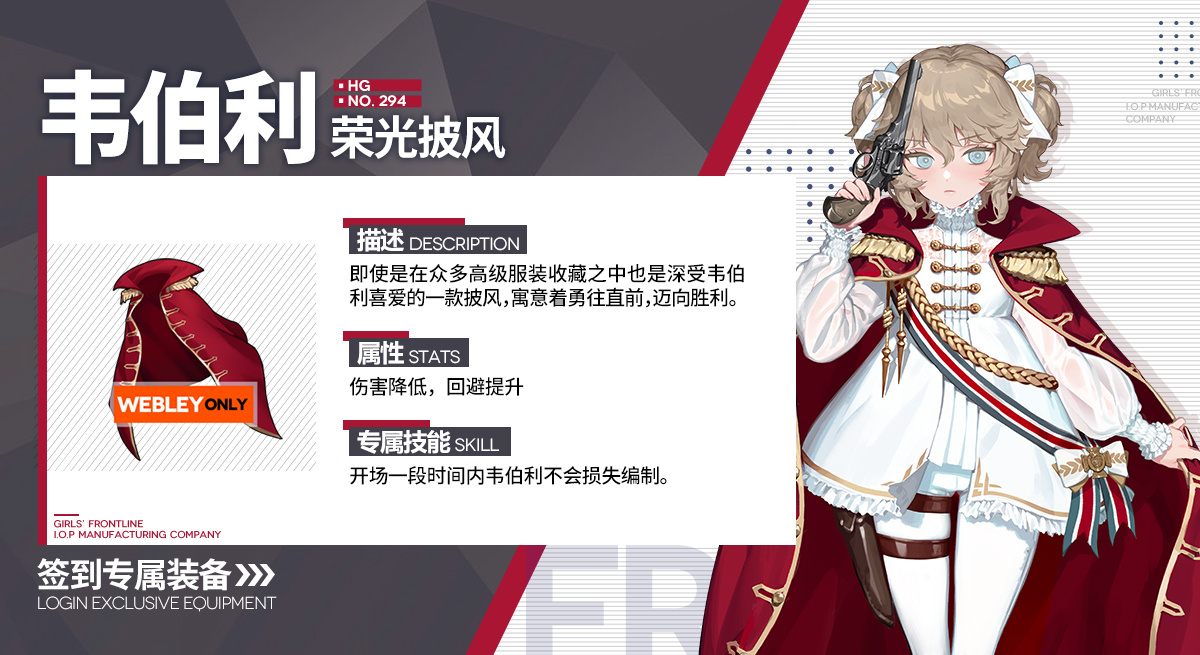 韦伯利
HG
NO. 294
荣光披风
描述 DESCRIPTION
即使是在众多高级服装收藏之中也是深受韦伯
利喜爱的一款披风,寓意着勇往直前,迈向胜利。
属性 STATS
伤害降低，回避提升
专属技能 SKILL
开场一段时间内韦伯利不会损失编制。
WEBLEY ONLY
GIRLS' FRONTLINE
I.O.P MANUFACTURING COMPANY
签到专属装备
LOGIN EXCLUSIVE EQUIPMENT
GIRLS' FR
I.O.P MANUFACT
COMPANY
FR